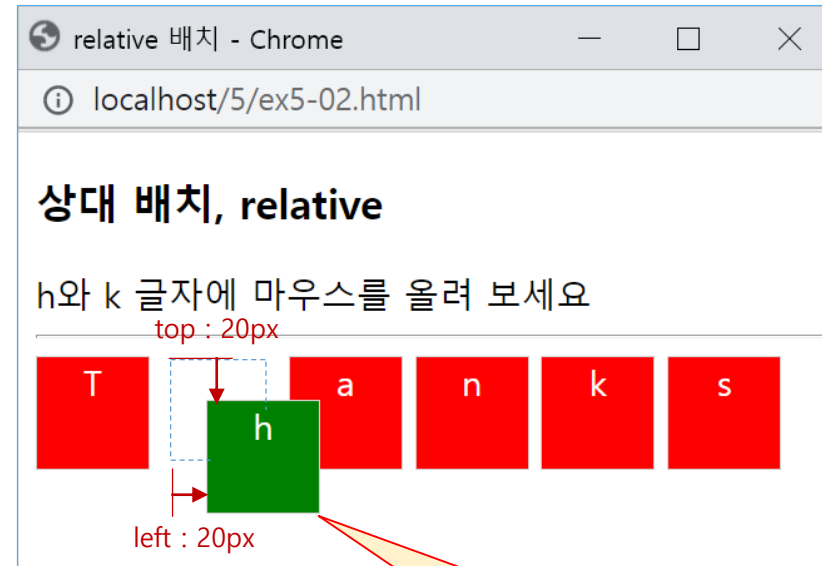 relative 배치 - Chrome
localhost/5/ex5-02.html
상대 배치, relative
h와 k 글자에 마우스를 올려 보세요
top : 20px
T
h
a
n
k
s
left : 20px